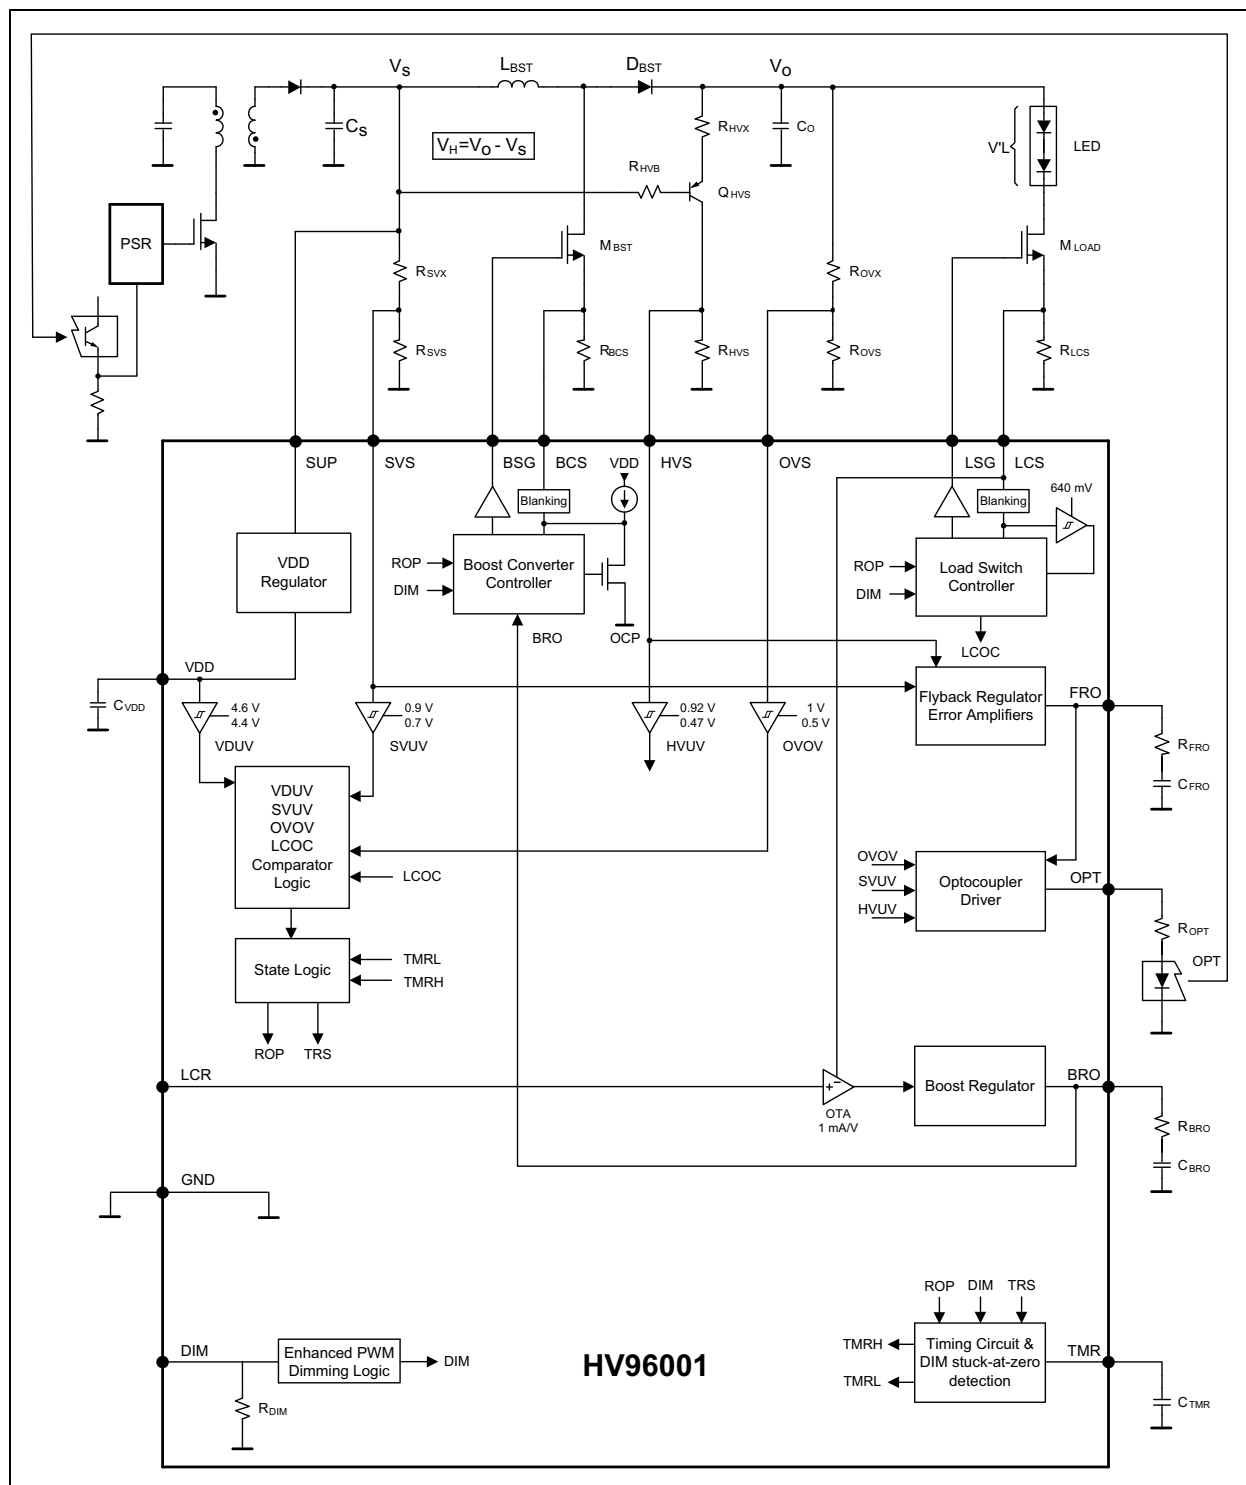 Vs
LBST
DBST
Vo
Cs
VH=Vo - Vs
RHVX
Co
V'L
LED
RHVB
QHVS
PSR
MBST
MLOAD
RSVX
ROVX
RSVS
RBCS
RHVS
ROVS
RLCS
SUP
SVS
BSG
BCS
HVS
OVS
LSG
LCS
VDD
640 mV
Blanking
Blanking
VDD
Regulator
ROP
DIM
Boost Converter
Controller
ROP
DIM
Load Switch
Controller
BRO
OCP
LCOC
VDD
CVDD
4.6 V
4.4 V
VDUV
0.9 V
0.7 V
SVUV
0.92 V
0.47 V
HVUV
1 V
0.5 V
OVOV
Flyback Regulator
Error Amplifiers
FRO
RFRO
CFRO
VDUV
SVUV
OVOV
LCOC
Comparator
Logic
LCOC
OVOV
SVUV
HVUV
Optocoupler
Driver
OPT
ROPT
OPT
State Logic
TMRL
TMRH
ROP
TRS
LCR
OTA
1 mA/V
Boost Regulator
BRO
RBRO
CBRO
GND
ROP
DIM
TRS
DIM
Enhanced PWM
Dimming Logic
DIM
RDIM
HV96001
TMRH
TMRL
Timing Circuit &
DIM stuck-at-zero
detection
TMR
CTMR